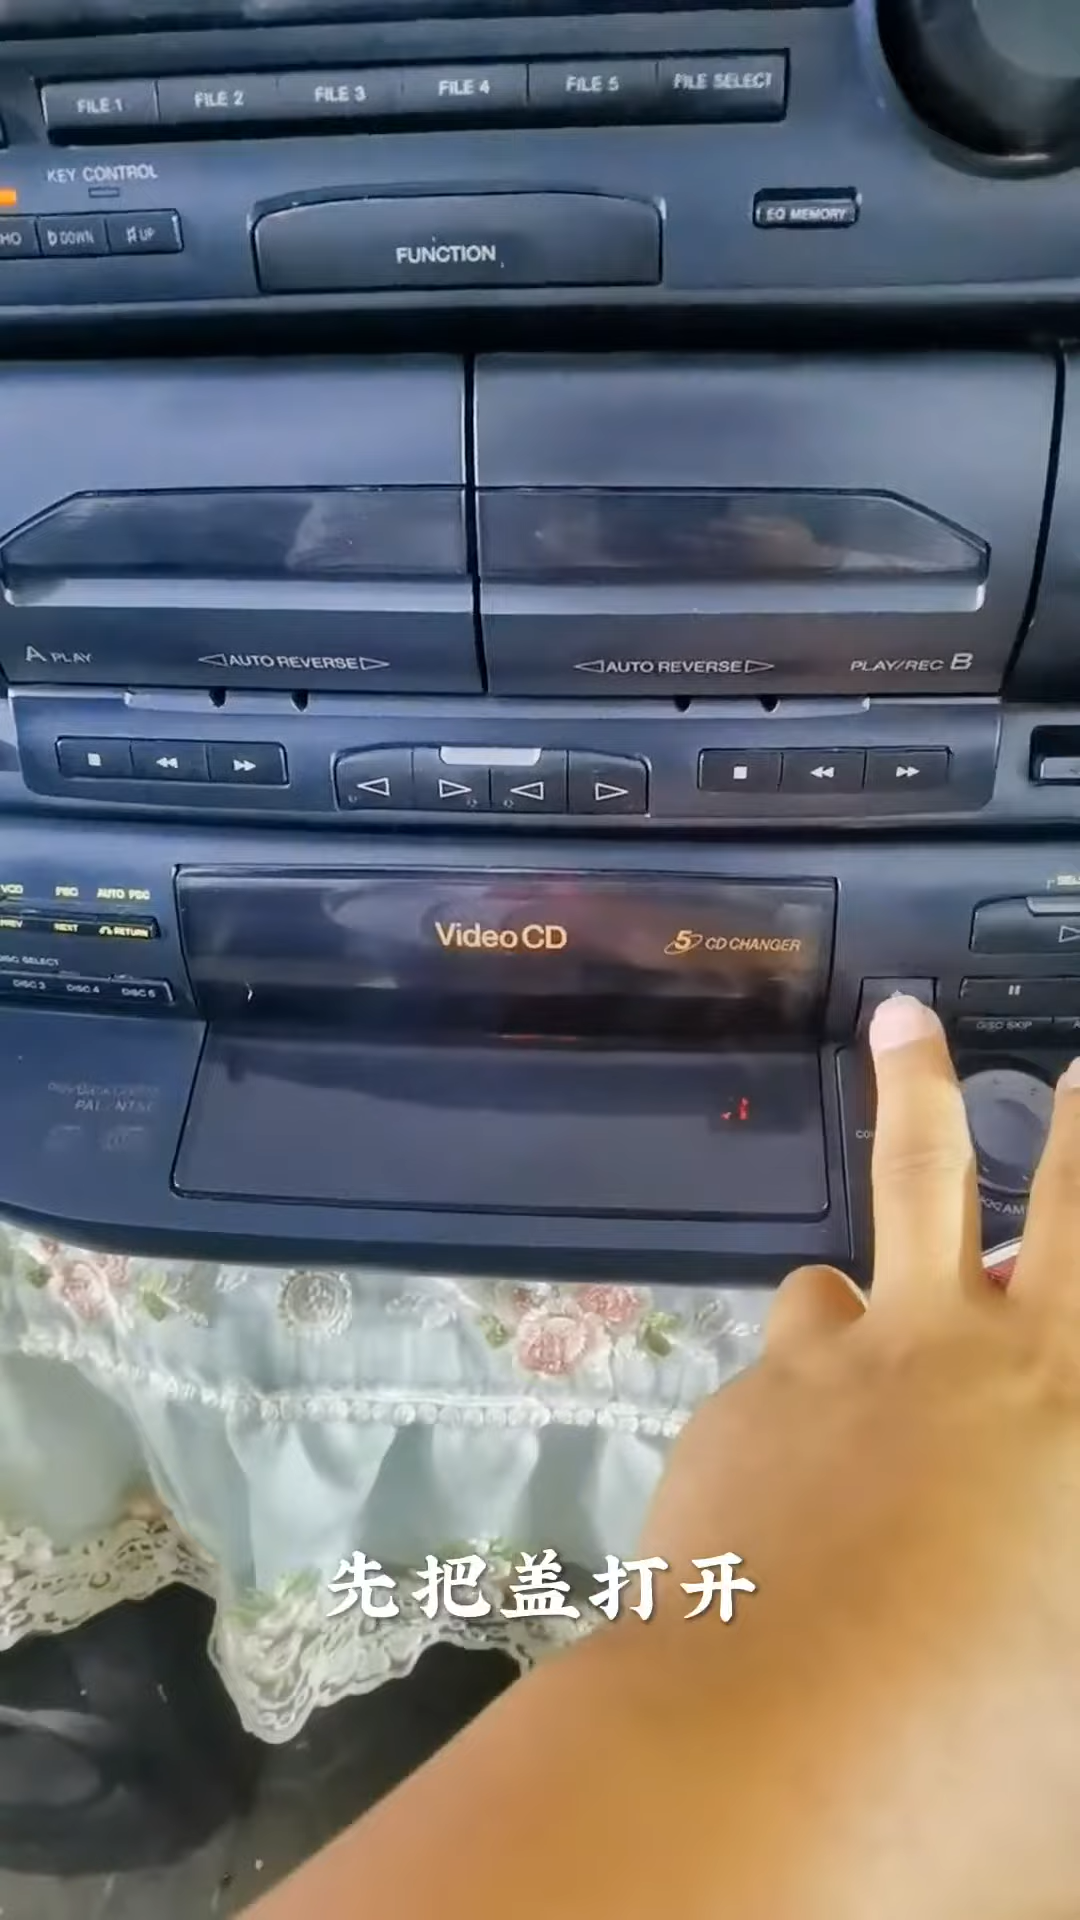 FILE 1 FILE 2 FILE 3 FILE 4 FILE 5 FILE SELECT
KEY CONTROL
♭ DOWN ♯ UP
EQ MEMORY
FUNCTION
A PLAY
AUTO REVERSE
AUTO REVERSE
PLAY/REC B
VCD PBC AUTO PBC
PREV NEXT RETURN
DISC SELECT
DISC 3 DISC 4 DISC 5
Video CD
5 CD CHANGER
DISC SKIP
PAL/NTSC
先把盖打开